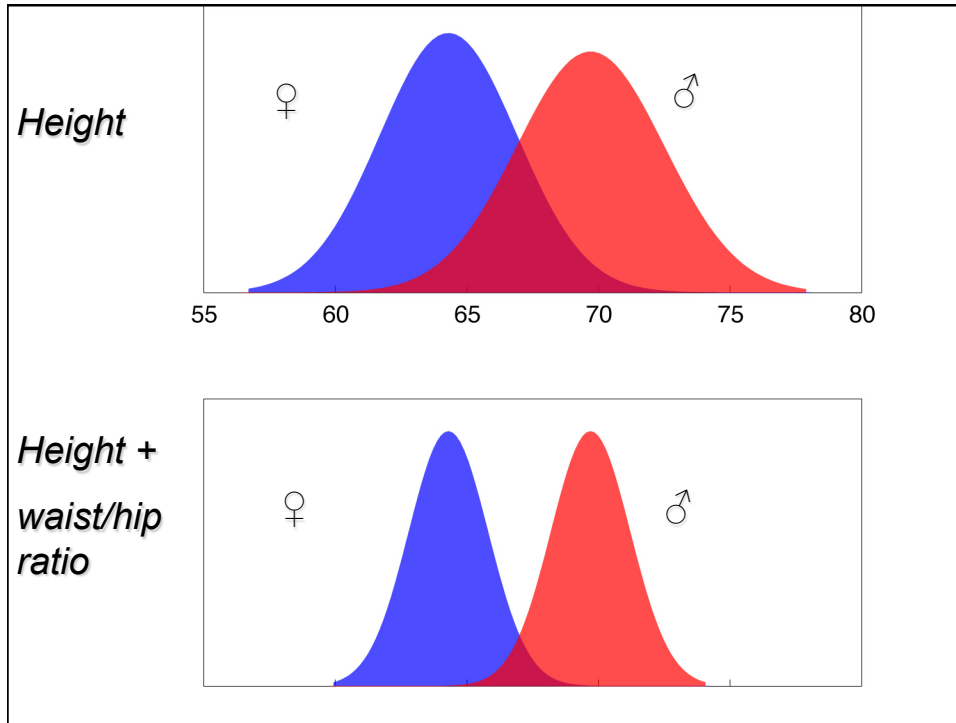 Height
♀
♂
55 60 65 70 75 80
Height +
waist/hip
ratio
♀
♂